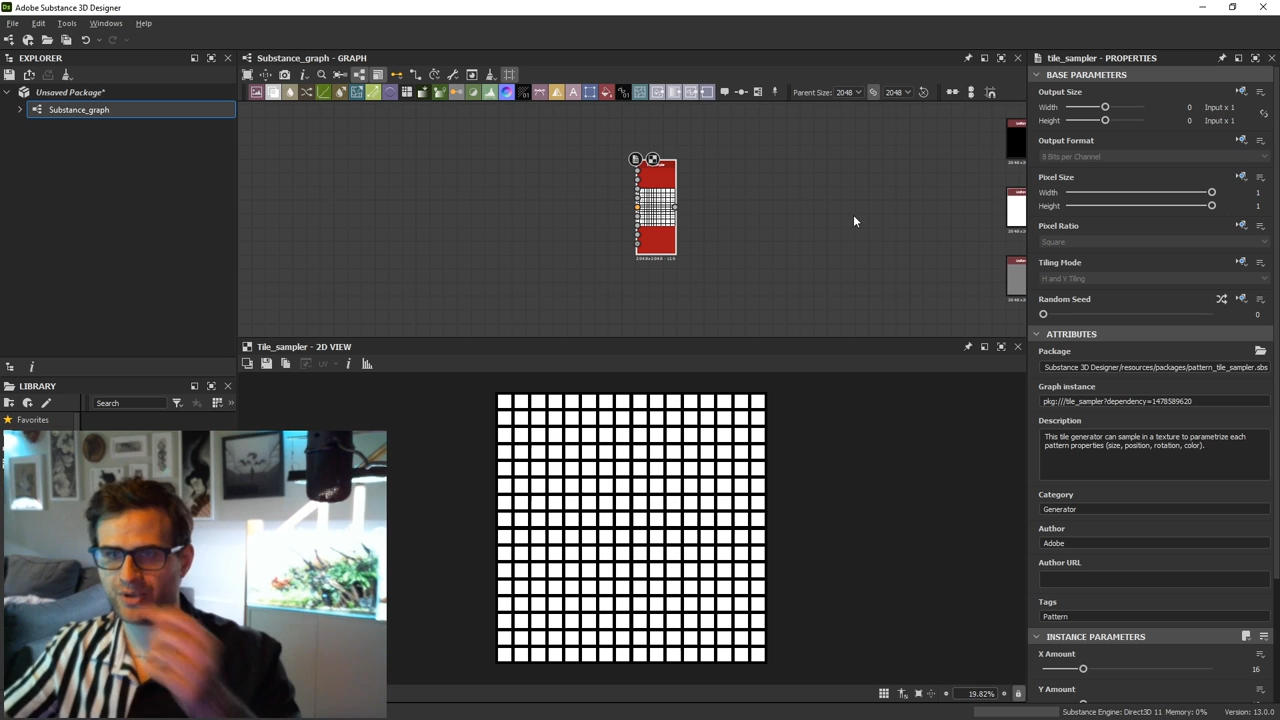 Adobe Substance 3D Designer
File Edit Tools Windows Help
EXPLORER
Unsaved Package*
Substance_graph
Substance_graph - GRAPH
Parent Size: 2048 2048
2048x2048 - L16
Tile_sampler - 2D VIEW
UV
19.82%
LIBRARY
Search
Favorites
tile_sampler - PROPERTIES
BASE PARAMETERS
Output Size
Width 0 Input x 1
Height 0 Input x 1
Output Format
8 Bits per Channel
Pixel Size
Width 1
Height 1
Pixel Ratio
Square
Tiling Mode
H and V Tiling
Random Seed
0
ATTRIBUTES
Package
Substance 3D Designer/resources/packages/pattern_tile_sampler.sbs
Graph instance
pkg:///tile_sampler?dependency=1478589620
Description
This tile generator can sample in a texture to parametrize each
pattern properties (size, position, rotation, color).
Category
Generator
Author
Adobe
Author URL
Tags
Pattern
INSTANCE PARAMETERS
X Amount
16
Y Amount
Substance Engine: Direct3D 11 Memory: 0% Version: 13.0.0